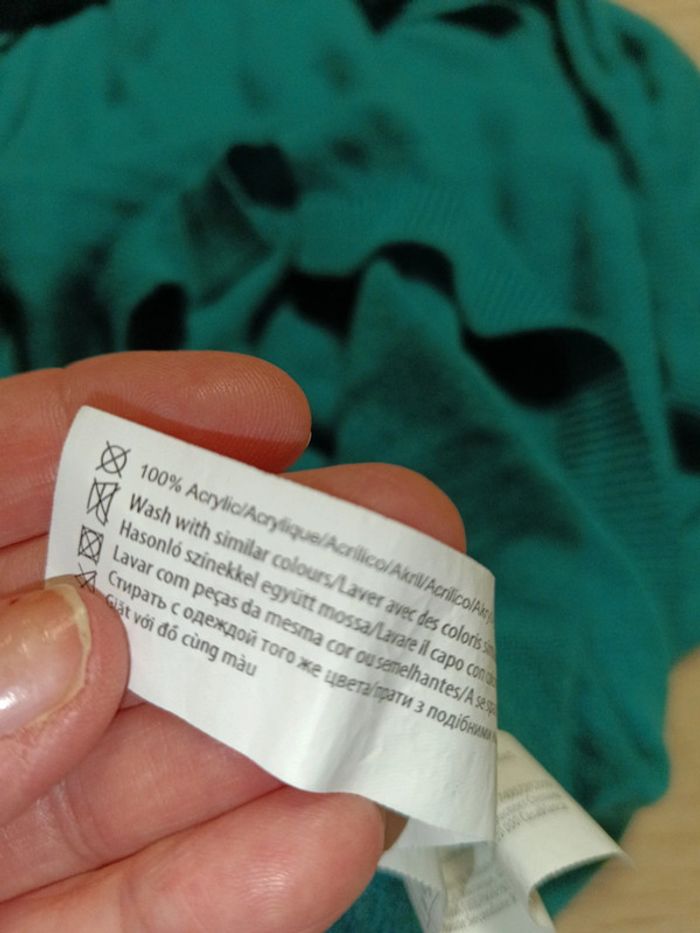 100% Acrylic/Acrylique/Acrílico/Akril/Acrilico/Akr
Wash with similar colours/Laver avec des coloris
Hasonló színekkel együtt mossa/Lavare il capo con
Lavar com peças da mesma cor ou semelhantes/A se
Стирать с одеждой того же цвета/прати з подібними
Giặt với đồ cùng màu